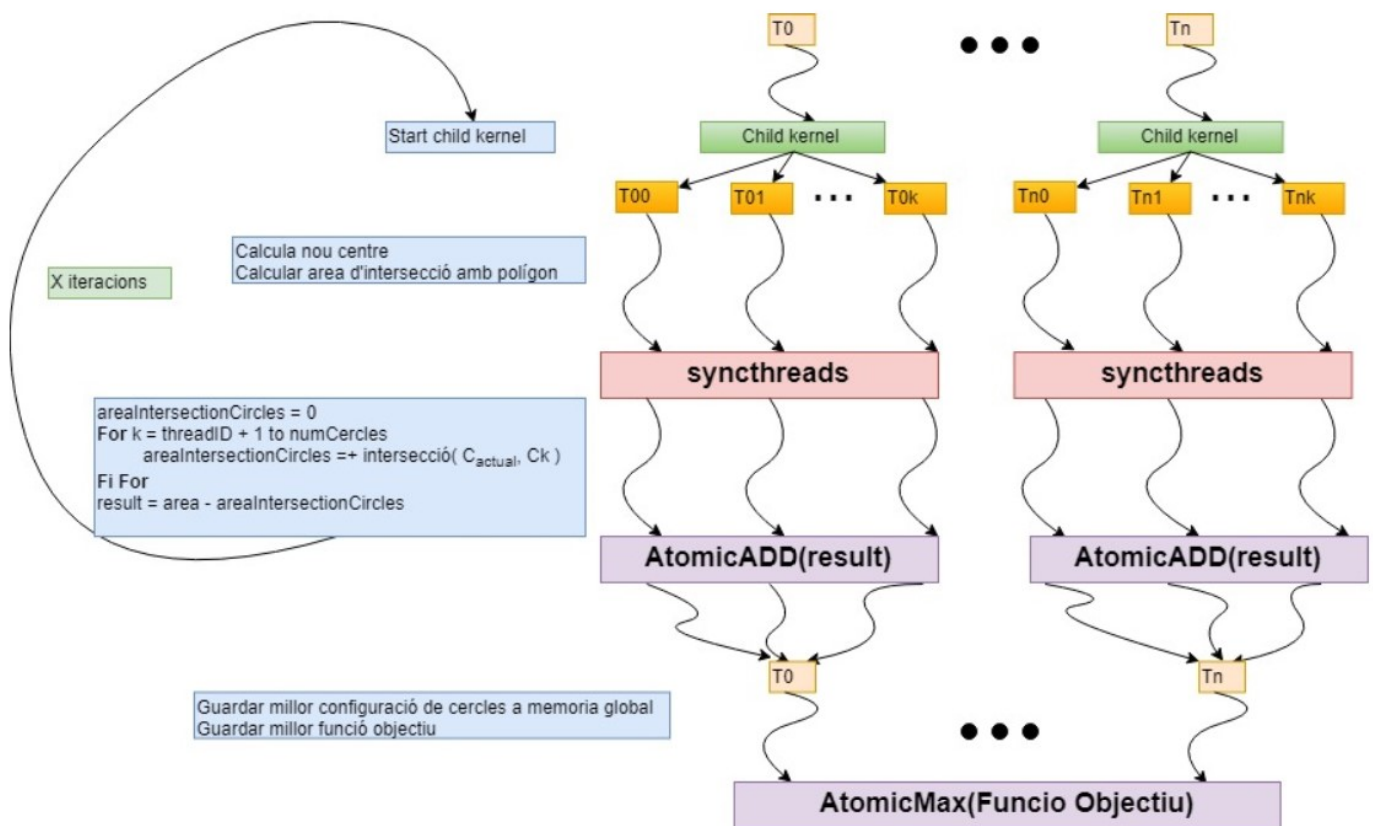 T0
Tn
Start child kernel
Child kernel
Child kernel
T00
T01
T0k
Tn0
Tn1
Tnk
Calcula nou centre
Calcular area d'intersecció amb polígon
X iteracions
syncthreads
syncthreads
areaIntersectionCircles = 0
For k = threadID + 1 to numCercles
areaIntersectionCircles =+ intersecció( Cactual, Ck )
Fi For
result = area - areaIntersectionCircles
AtomicADD(result)
AtomicADD(result)
T0
Tn
Guardar millor configuració de cercles a memoria global
Guardar millor funció objectiu
AtomicMax(Funcio Objectiu)